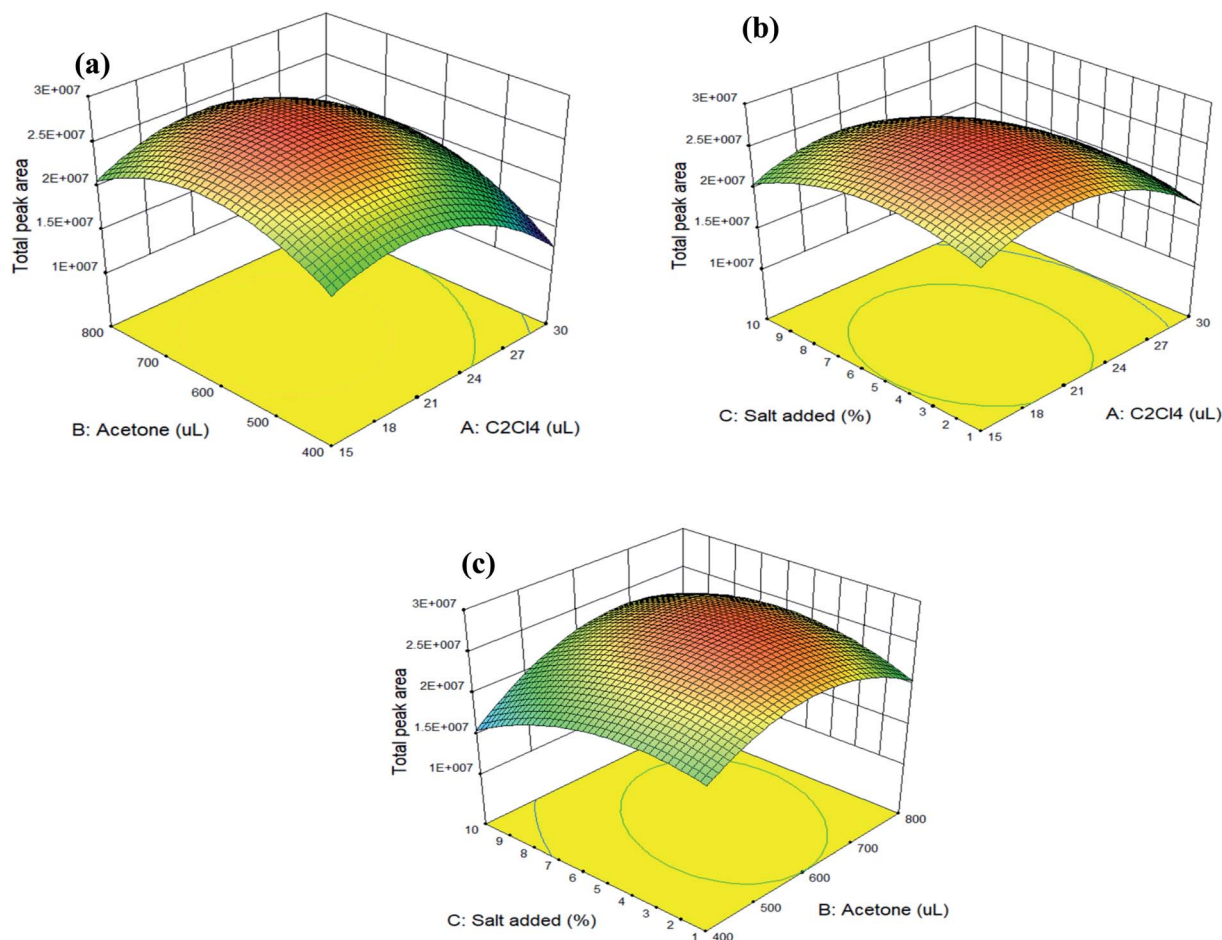 (a)
3E+007
2.5E+007
2E+007
1.5E+007
1E+007
Total peak area
800
700
600
500
400
B: Acetone (uL)
15
18
21
24
27
30
A: C2Cl4 (uL)
(b)
3E+007
2.5E+007
2E+007
1.5E+007
1E+007
Total peak area
10
9
8
7
6
5
4
3
2
1
C: Salt added (%)
15
18
21
24
27
30
A: C2Cl4 (uL)
(c)
3E+007
2.5E+007
2E+007
1.5E+007
1E+007
Total peak area
10
9
8
7
6
5
4
3
2
1
C: Salt added (%)
400
500
600
700
800
B: Acetone (uL)